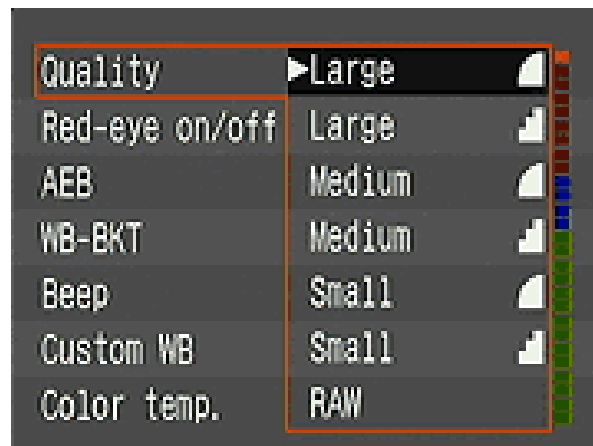 Quality ▶Large
Red-eye on/off Large
AEB Medium
WB-BKT Medium
Beep Small
Custom WB Small
Color temp. RAW